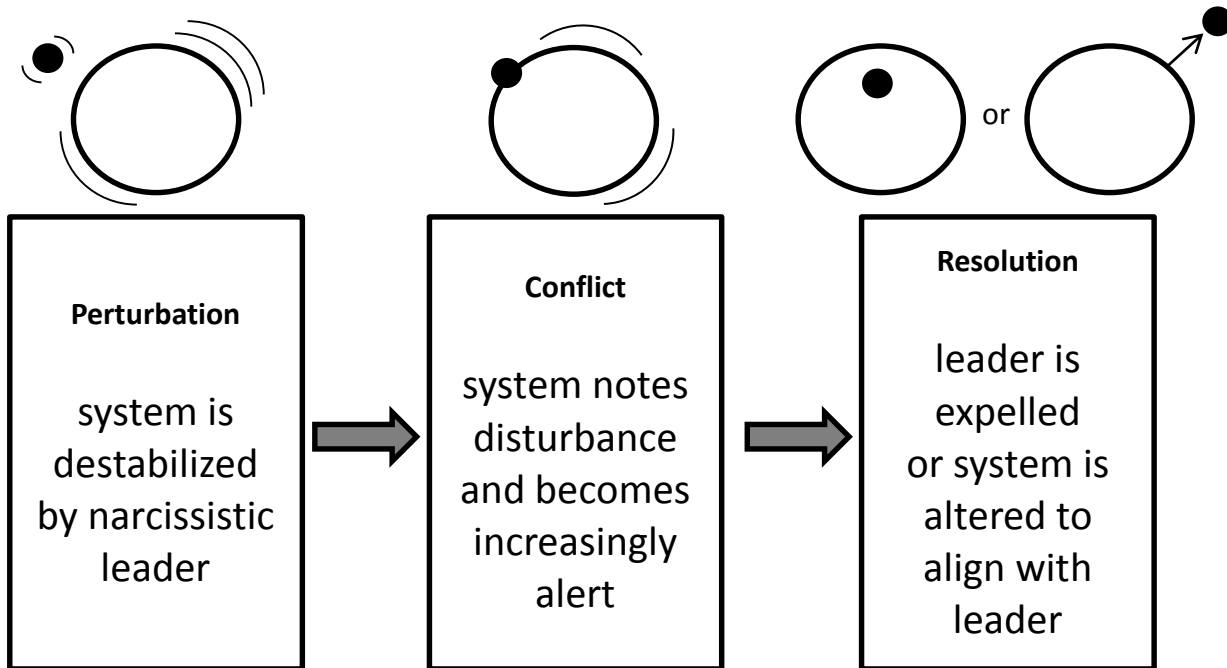 or
Perturbation
system is
destabilized
by narcissistic
leader
Conflict
system notes
disturbance
and becomes
increasingly
alert
Resolution
leader is
expelled
or system is
altered to
align with
leader